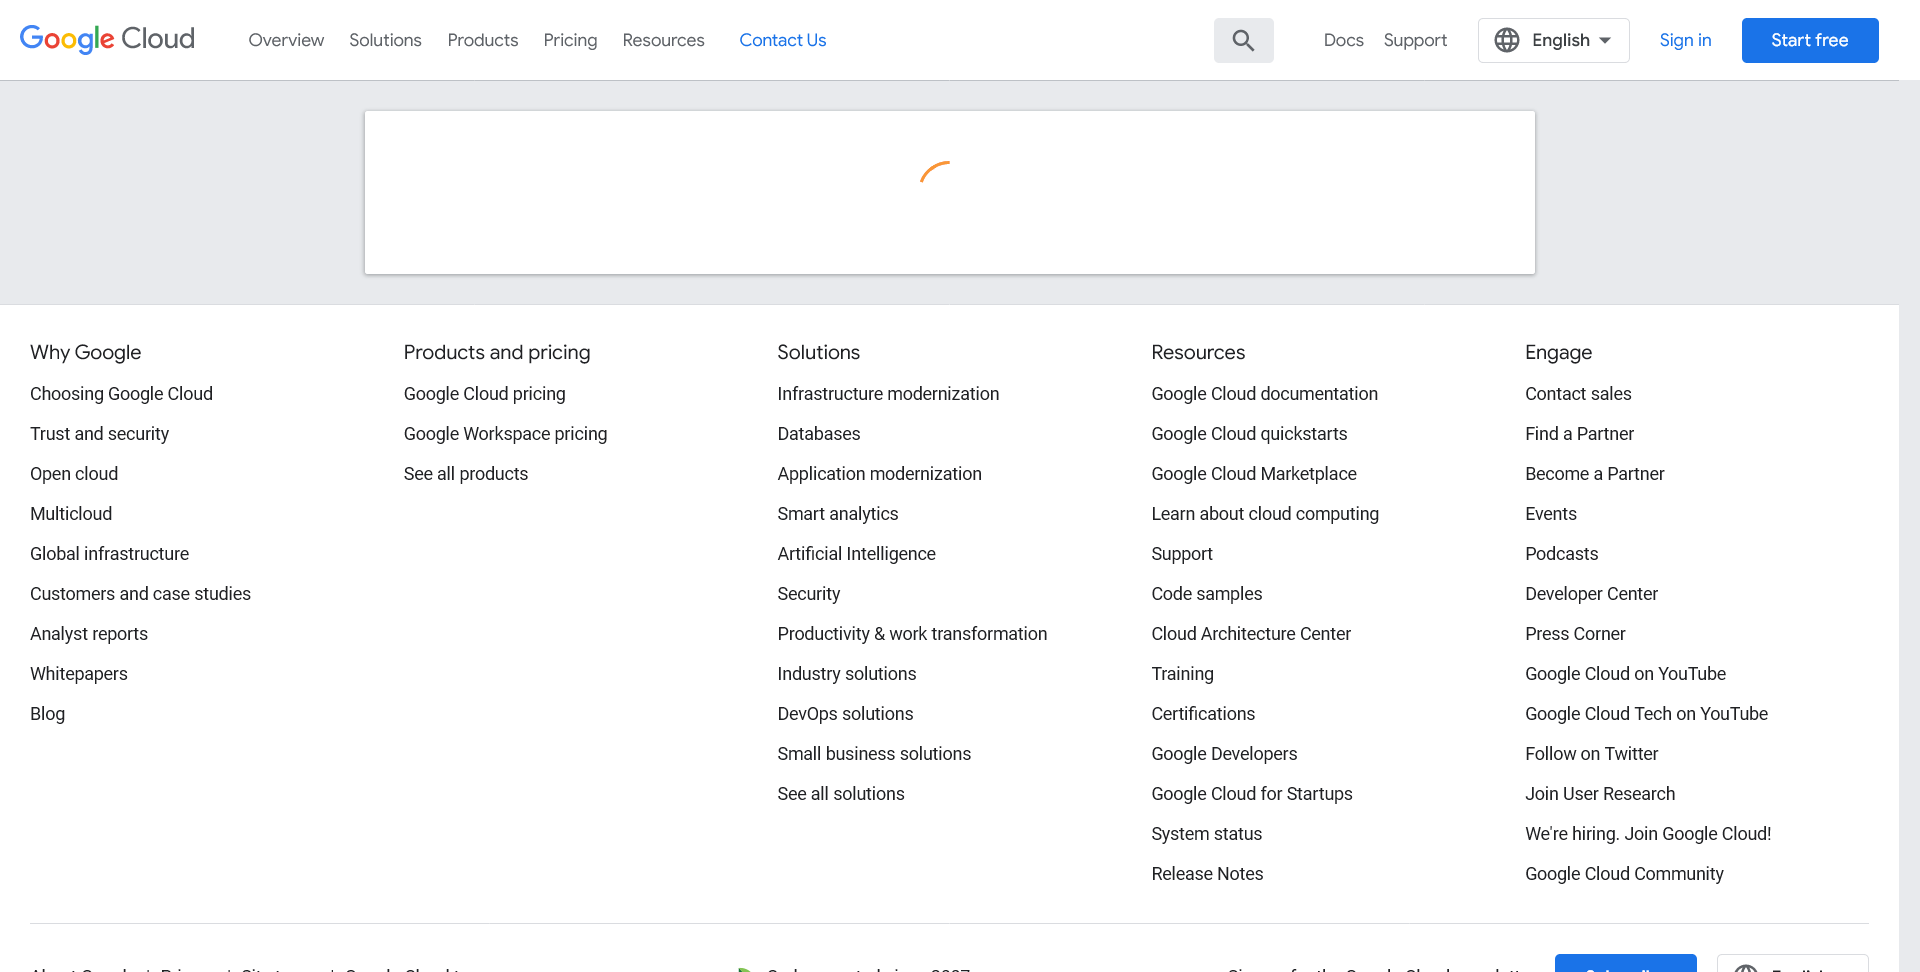 Google Cloud Overview Solutions Products Pricing Resources Contact Us Docs Support English Sign in Start free
Why Google
Choosing Google Cloud
Trust and security
Open cloud
Multicloud
Global infrastructure
Customers and case studies
Analyst reports
Whitepapers
Blog
Products and pricing
Google Cloud pricing
Google Workspace pricing
See all products
Solutions
Infrastructure modernization
Databases
Application modernization
Smart analytics
Artificial Intelligence
Security
Productivity & work transformation
Industry solutions
DevOps solutions
Small business solutions
See all solutions
Resources
Google Cloud documentation
Google Cloud quickstarts
Google Cloud Marketplace
Learn about cloud computing
Support
Code samples
Cloud Architecture Center
Training
Certifications
Google Developers
Google Cloud for Startups
System status
Release Notes
Engage
Contact sales
Find a Partner
Become a Partner
Events
Podcasts
Developer Center
Press Corner
Google Cloud on YouTube
Google Cloud Tech on YouTube
Follow on Twitter
Join User Research
We're hiring. Join Google Cloud!
Google Cloud Community